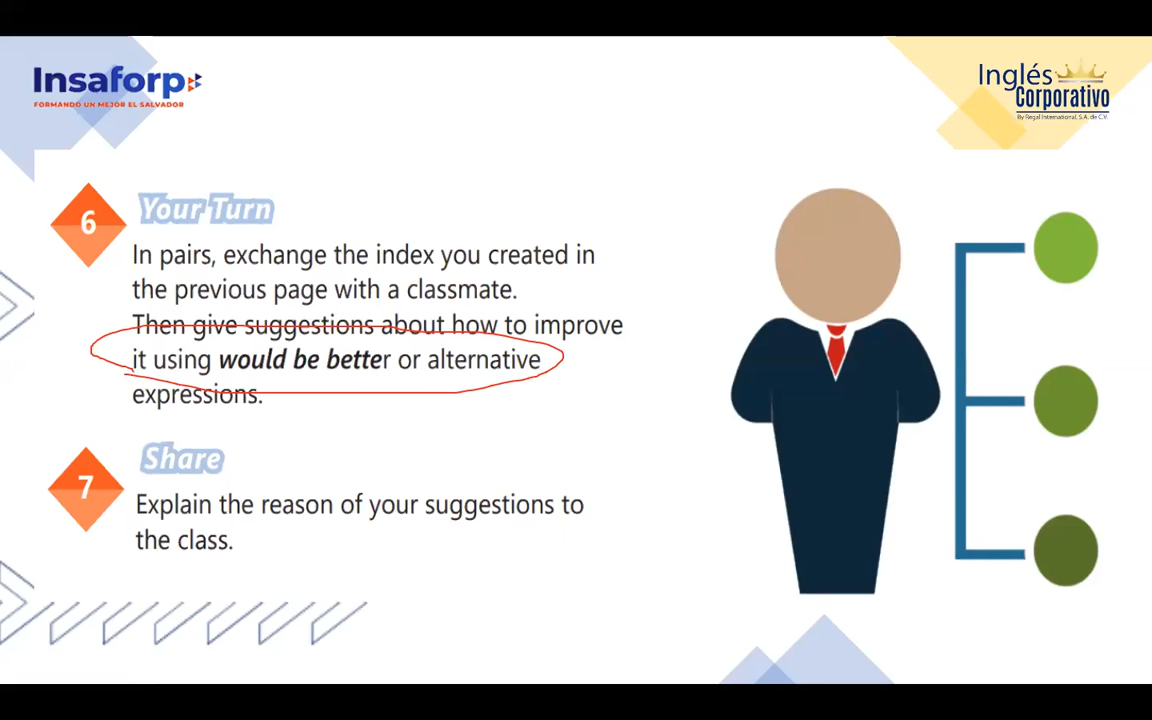 Insaforp
FORMANDO UN MEJOR EL SALVADOR
Inglés
Corporativo
By Regal International, S.A. de C.V.
6
Your Turn
In pairs, exchange the index you created in
the previous page with a classmate.
Then give suggestions about how to improve
it using would be better or alternative
expressions.
7
Share
Explain the reason of your suggestions to
the class.